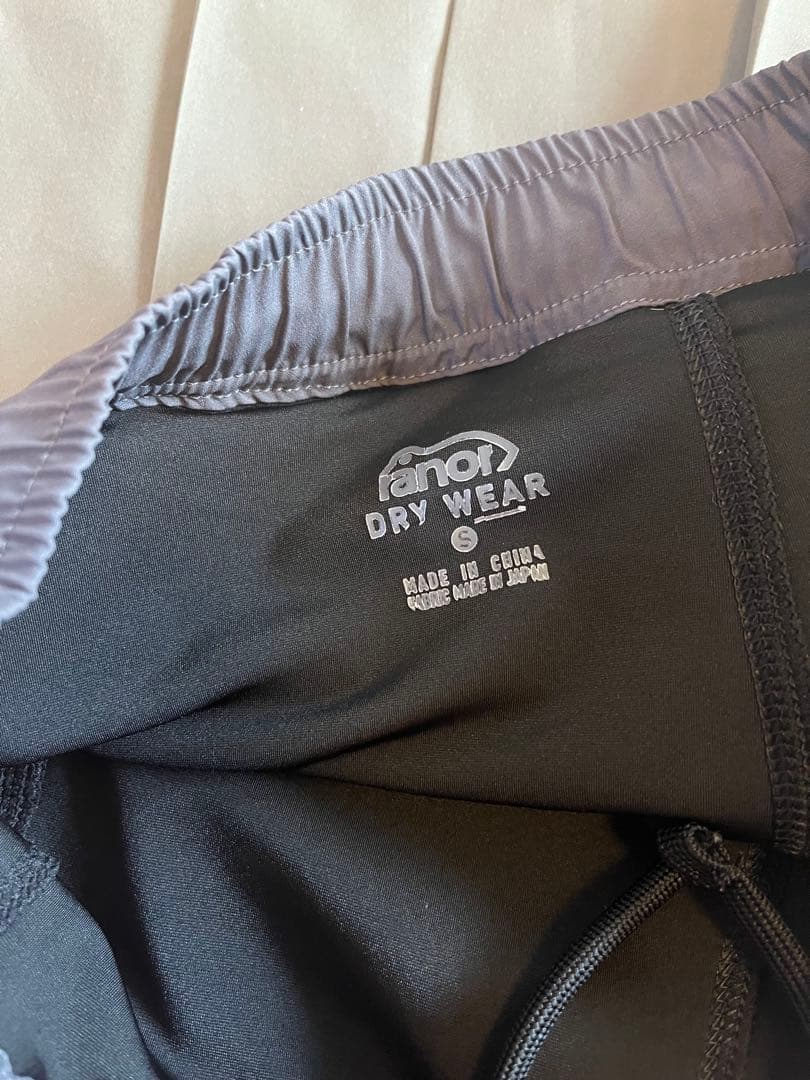 ranor
DRY WEAR
S
MADE IN CHINA
FABRIC MADE IN JAPAN